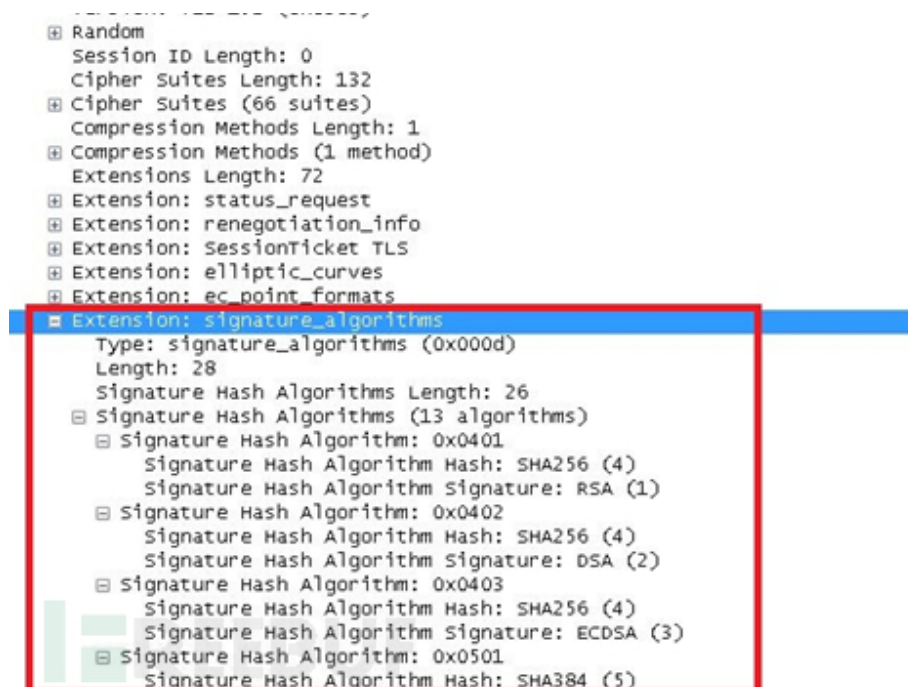 Random
Session ID Length: 0
Cipher Suites Length: 132
Cipher Suites (66 suites)
Compression Methods Length: 1
Compression Methods (1 method)
Extensions Length: 72
Extension: status_request
Extension: renegotiation_info
Extension: SessionTicket TLS
Extension: elliptic_curves
Extension: ec_point_formats
Extension: signature_algorithms
Type: signature_algorithms (0x000d)
Length: 28
Signature Hash Algorithms Length: 26
Signature Hash Algorithms (13 algorithms)
Signature Hash Algorithm: 0x0401
Signature Hash Algorithm Hash: SHA256 (4)
Signature Hash Algorithm Signature: RSA (1)
Signature Hash Algorithm: 0x0402
Signature Hash Algorithm Hash: SHA256 (4)
Signature Hash Algorithm Signature: DSA (2)
Signature Hash Algorithm: 0x0403
Signature Hash Algorithm Hash: SHA256 (4)
Signature Hash Algorithm Signature: ECDSA (3)
Signature Hash Algorithm: 0x0501
Signature Hash Algorithm Hash: SHA384 (5)